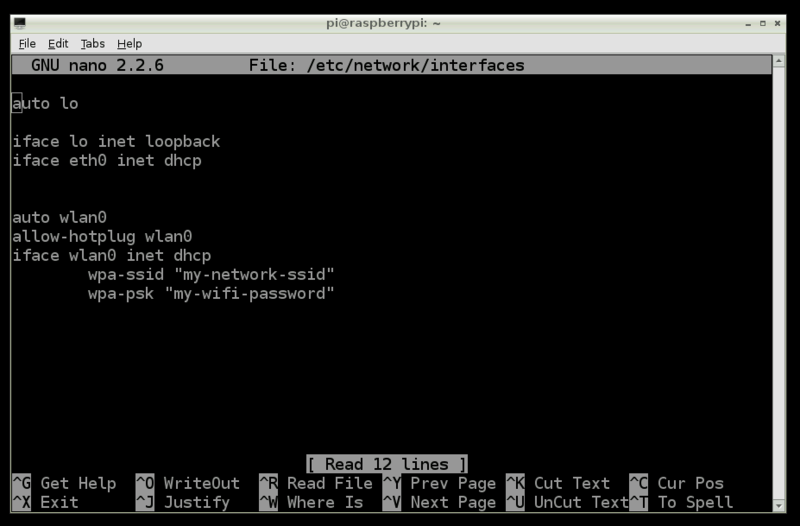 pi@raspberrypi: ~
File Edit Tabs Help
GNU nano 2.2.6 File: /etc/network/interfaces
auto lo
iface lo inet loopback
iface eth0 inet dhcp
auto wlan0
allow-hotplug wlan0
iface wlan0 inet dhcp
wpa-ssid "my-network-ssid"
wpa-psk "my-wifi-password"
[ Read 12 lines ]
^G Get Help ^O WriteOut ^R Read File ^Y Prev Page ^K Cut Text ^C Cur Pos
^X Exit ^J Justify ^W Where Is ^V Next Page ^U UnCut Text ^T To Spell